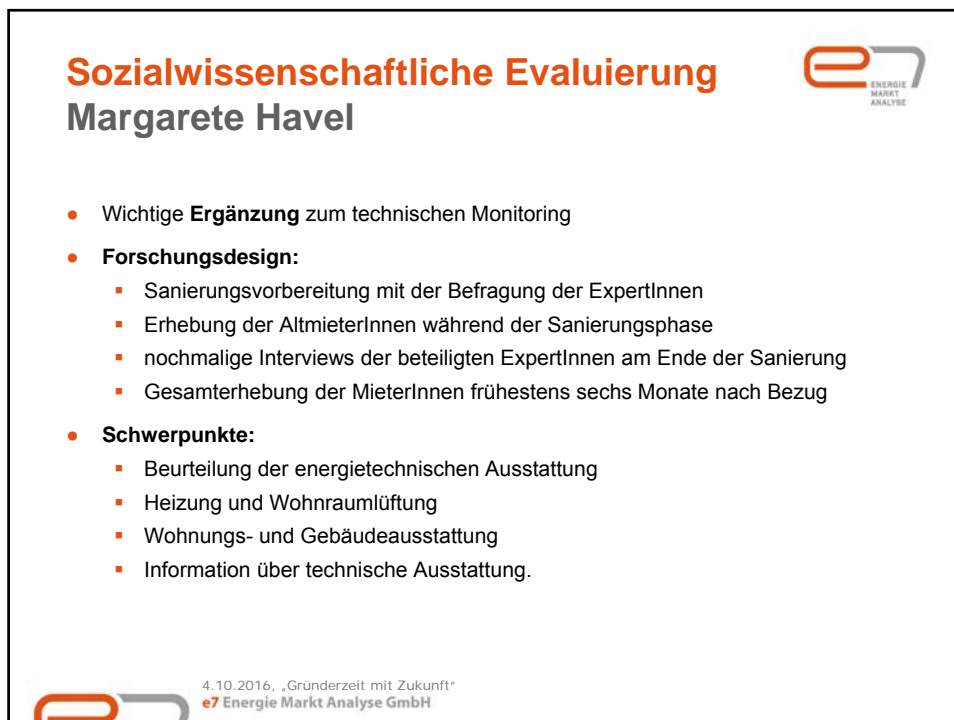 Sozialwissenschaftliche Evaluierung
Margarete Havel
e7
ENERGIE
MARKT
ANALYSE
● Wichtige Ergänzung zum technischen Monitoring
● Forschungsdesign:
▪ Sanierungsvorbereitung mit der Befragung der ExpertInnen
▪ Erhebung der AltmieterInnen während der Sanierungsphase
▪ nochmalige Interviews der beteiligten ExpertInnen am Ende der Sanierung
▪ Gesamterhebung der MieterInnen frühestens sechs Monate nach Bezug
● Schwerpunkte:
▪ Beurteilung der energietechnischen Ausstattung
▪ Heizung und Wohnraumlüftung
▪ Wohnungs- und Gebäudeausstattung
▪ Information über technische Ausstattung.
4.10.2016, „Gründerzeit mit Zukunft“
e7 Energie Markt Analyse GmbH